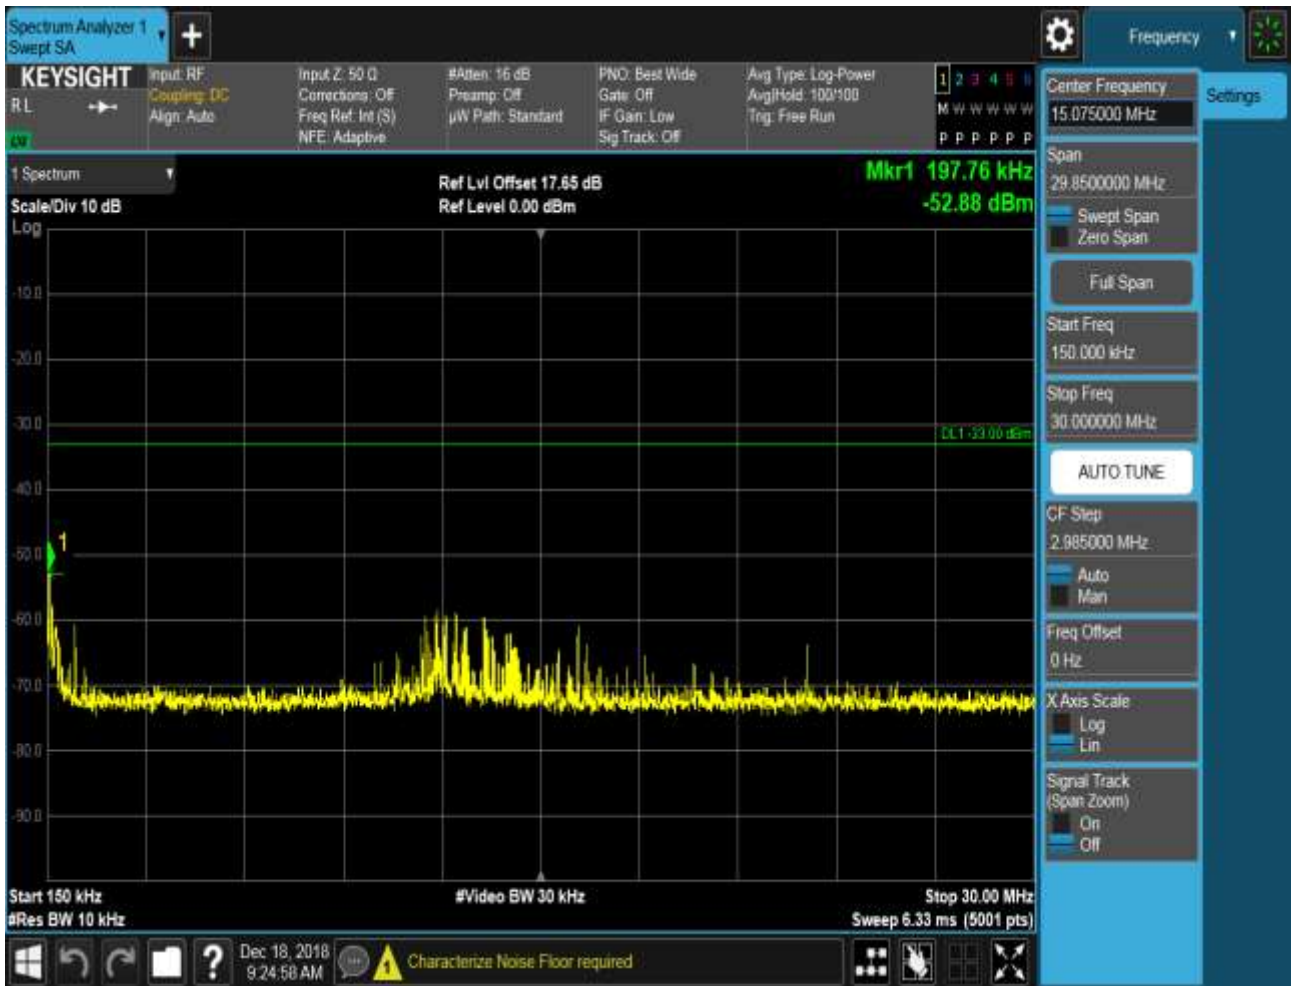 Spectrum Analyzer 1
Swept SA
Frequency
KEYSIGHT
RL
Input: RF
Coupling: DC
Align: Auto
Input Z: 50 Ω
Corrections: Off
Freq Ref: Int (S)
NFE: Adaptive
#Atten: 16 dB
Preamp: Off
µW Path: Standard
PNO: Best Wide
Gate: Off
IF Gain: Low
Sig Track: Off
Avg Type: Log-Power
Avg|Hold: 100/100
Trig: Free Run
1 2 3 4 5 6
M W W W W W
P P P P P P
1 Spectrum
Scale/Div 10 dB
Ref Lvl Offset 17.65 dB
Ref Level 0.00 dBm
Mkr1 197.76 kHz
-52.88 dBm
Log
-10.0
-20.0
-30.0
DL1 -33.00 dBm
-40.0
1
-50.0
-60.0
-70.0
-80.0
-90.0
Start 150 kHz
#Video BW 30 kHz
Stop 30.00 MHz
#Res BW 10 kHz
Sweep 6.33 ms (5001 pts)
Center Frequency
15.075000 MHz
Settings
Span
29.8500000 MHz
Swept Span
Zero Span
Full Span
Start Freq
150.000 kHz
Stop Freq
30.000000 MHz
AUTO TUNE
CF Step
2.985000 MHz
Auto
Man
Freq Offset
0 Hz
X Axis Scale
Log
Lin
Signal Track
(Span Zoom)
On
Off
?
Dec 18, 2018
9:24:58 AM
1
Characterize Noise Floor required